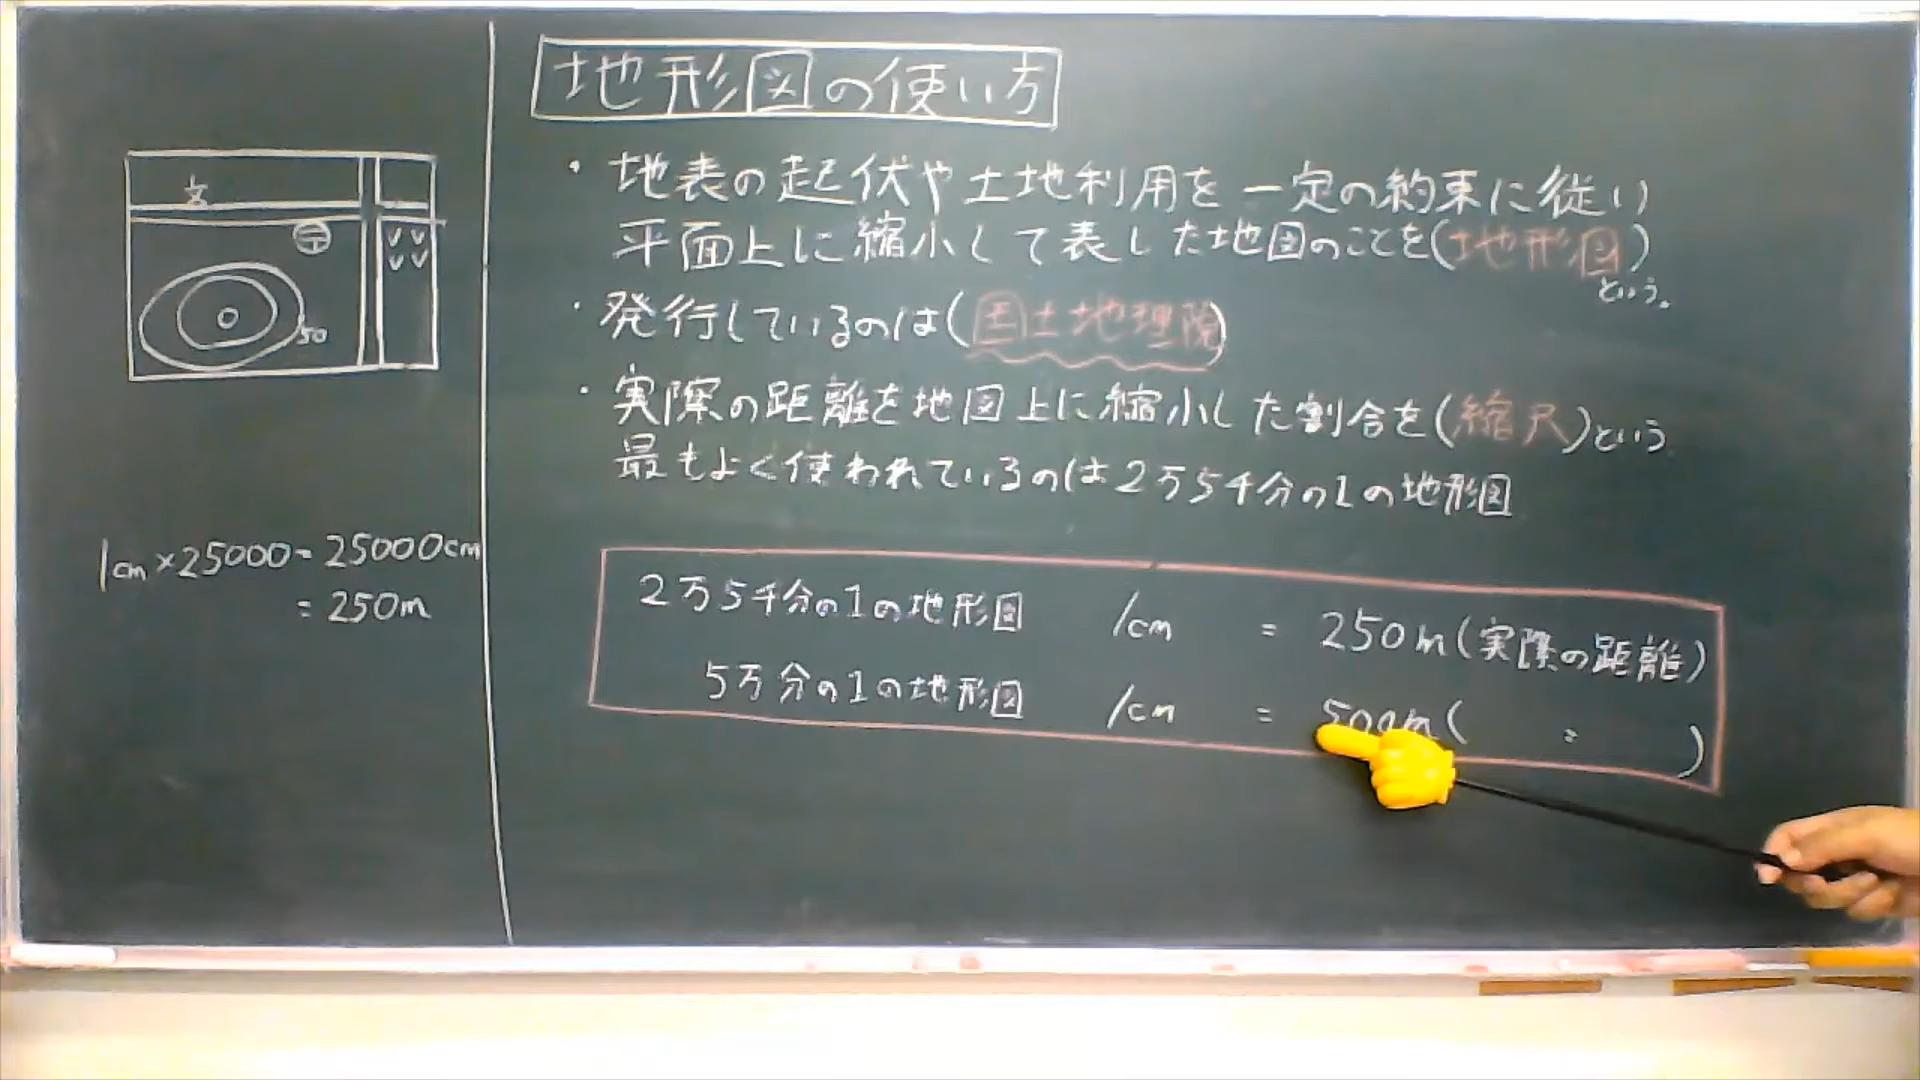 地形図の使い方
・地表の起伏や土地利用を一定の約束に従い
平面上に縮小して表した地図のことを(地形図)
という。
・発行しているのは(国土地理院)
・実際の距離を地図上に縮小した割合を(縮尺)という
最もよく使われているのは2万5千分の1の地形図
2万5千分の1の地形図 1cm = 250m(実際の距離)
5万分の1の地形図 1cm = 500m( 〃 )
文
50
1cm×25000=25000cm
=250m